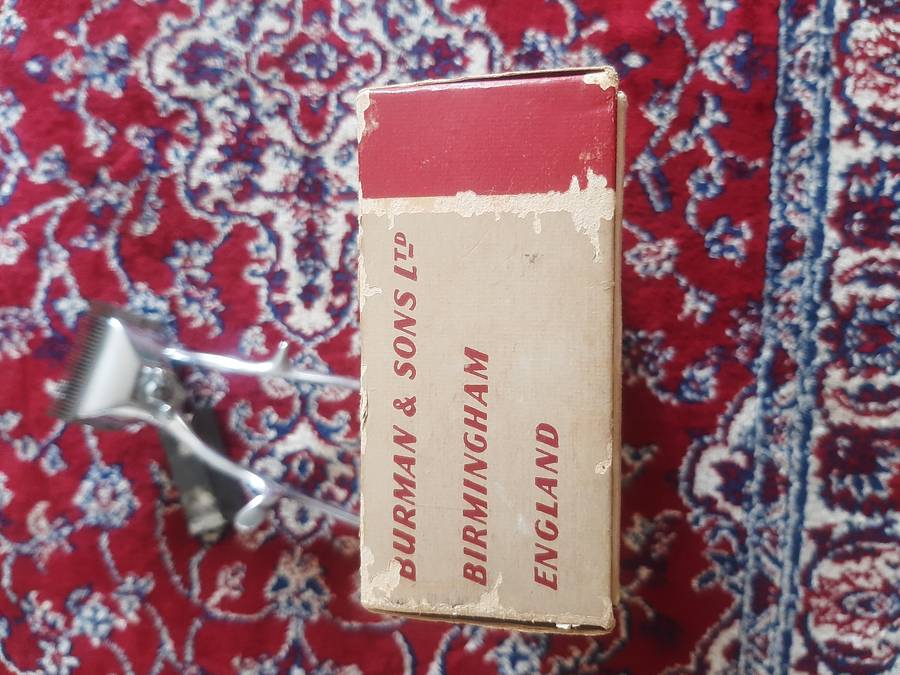 BURMAN & SONS LTD
BIRMINGHAM
ENGLAND